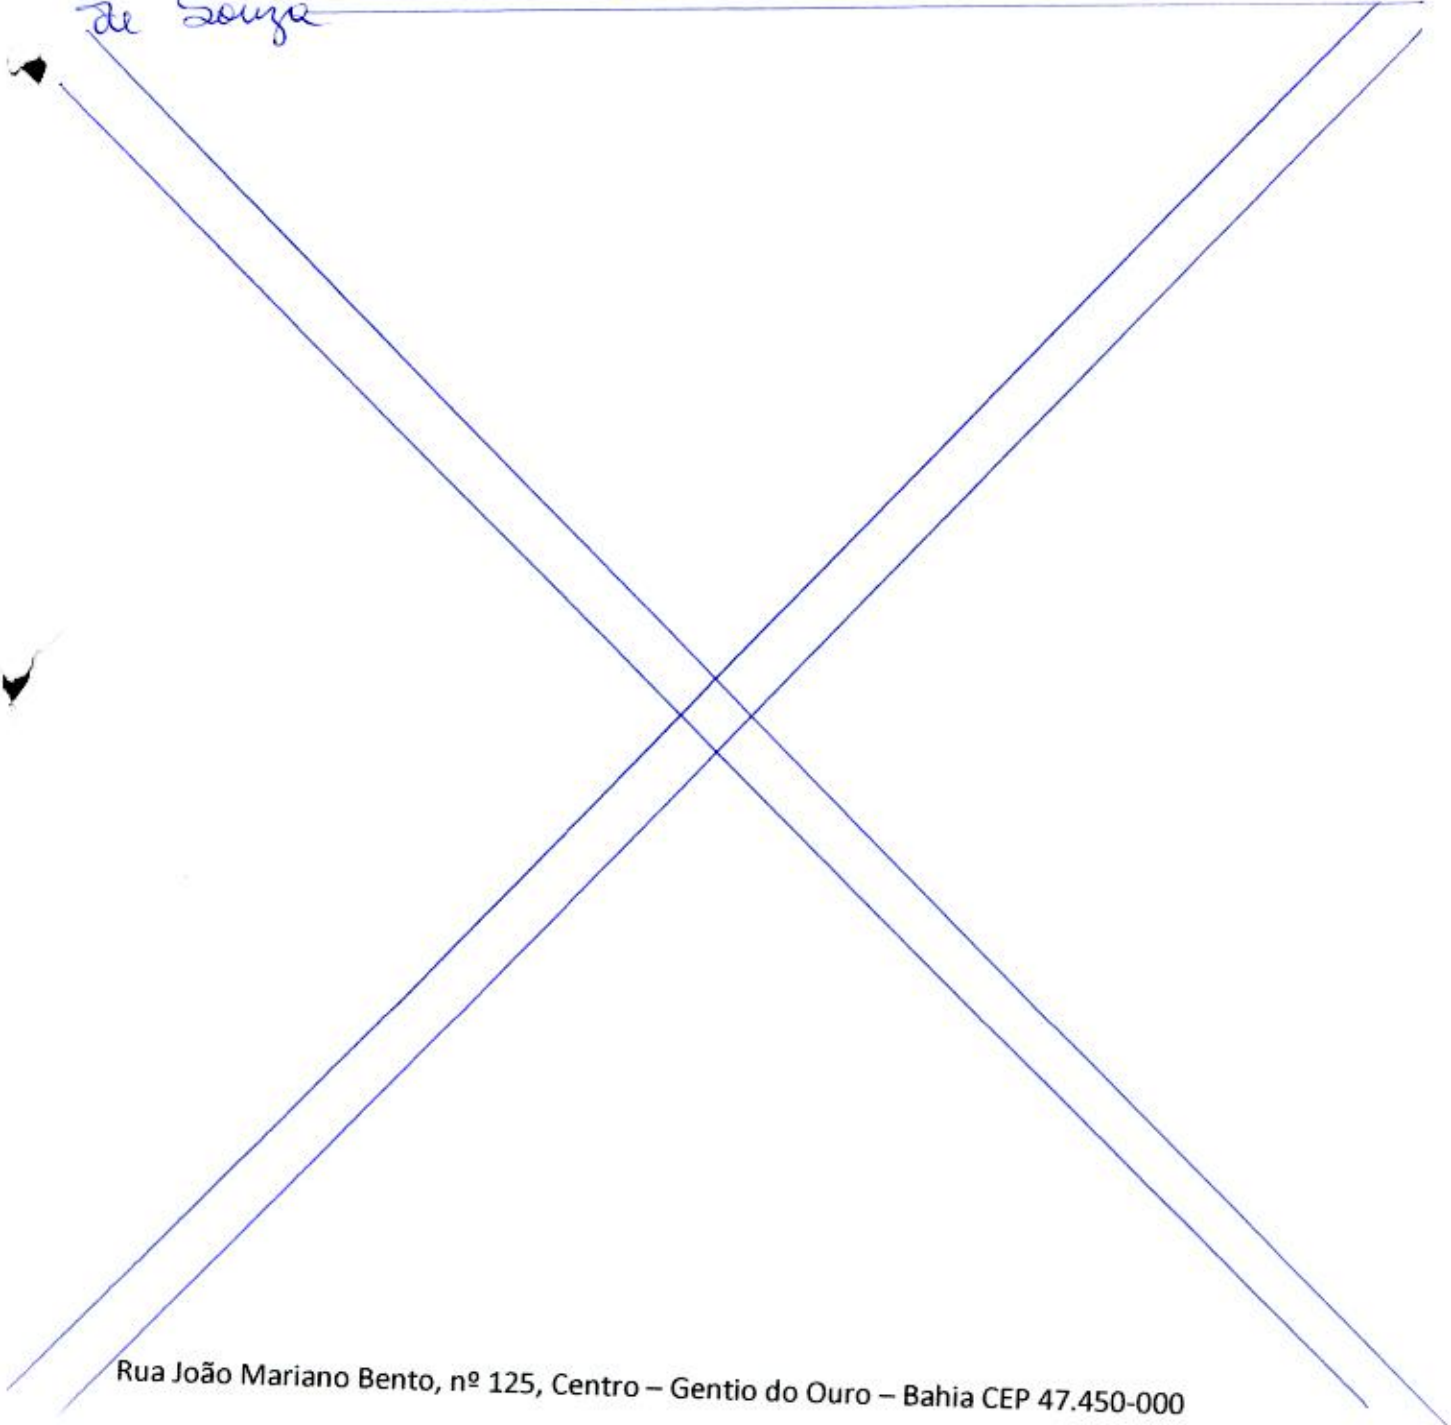 de Souza
Rua João Mariano Bento, nº 125, Centro – Gentio do Ouro – Bahia CEP 47.450-000